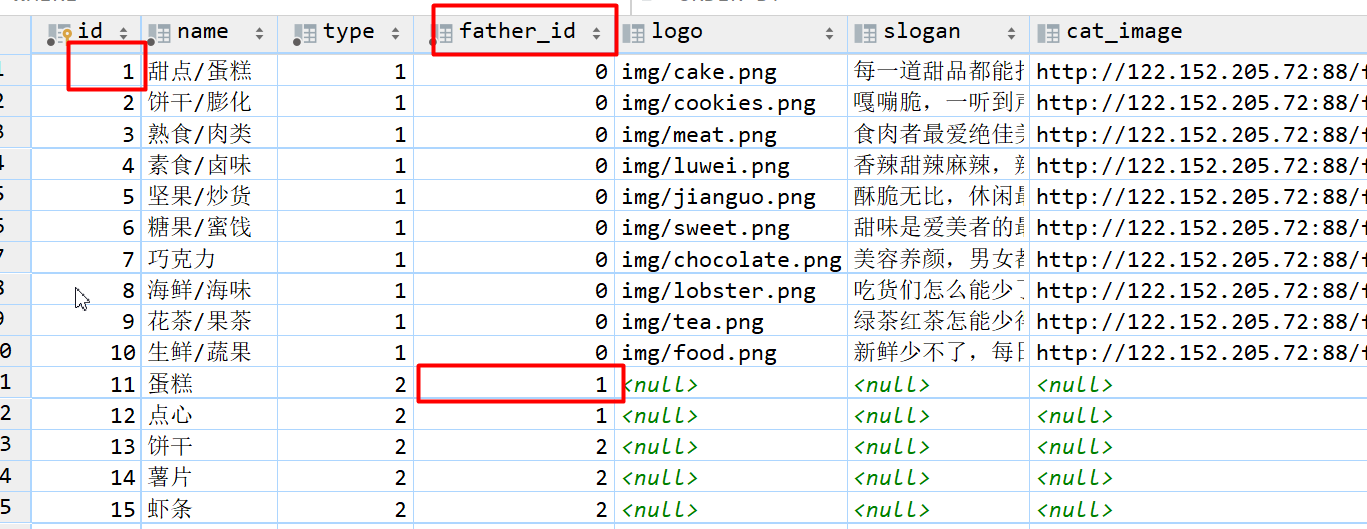 id name type father_id logo slogan cat_image
1 1 甜点/蛋糕 1 0 img/cake.png 每一道甜品都能 http://122.152.205.72:88/f
2 2 饼干/膨化 1 0 img/cookies.png 嘎嘣脆，一听到 http://122.152.205.72:88/f
3 3 熟食/肉类 1 0 img/meat.png 食肉者最爱绝佳 http://122.152.205.72:88/f
4 4 素食/卤味 1 0 img/luwei.png 香辣甜辣麻辣， http://122.152.205.72:88/f
5 5 坚果/炒货 1 0 img/jianguo.png 酥脆无比，休闲 http://122.152.205.72:88/f
6 6 糖果/蜜饯 1 0 img/sweet.png 甜味是爱美者的 http://122.152.205.72:88/f
7 7 巧克力 1 0 img/chocolate.png 美容养颜，男女 http://122.152.205.72:88/f
8 8 海鲜/海味 1 0 img/lobster.png 吃货们怎么能少 http://122.152.205.72:88/f
9 9 花茶/果茶 1 0 img/tea.png 绿茶红茶怎能少 http://122.152.205.72:88/f
0 10 生鲜/蔬果 1 0 img/food.png 新鲜少不了，每 http://122.152.205.72:88/f
1 11 蛋糕 2 1 <null> <null> <null>
2 12 点心 2 1 <null> <null> <null>
3 13 饼干 2 2 <null> <null> <null>
4 14 薯片 2 2 <null> <null> <null>
5 15 虾条 2 2 <null> <null> <null>